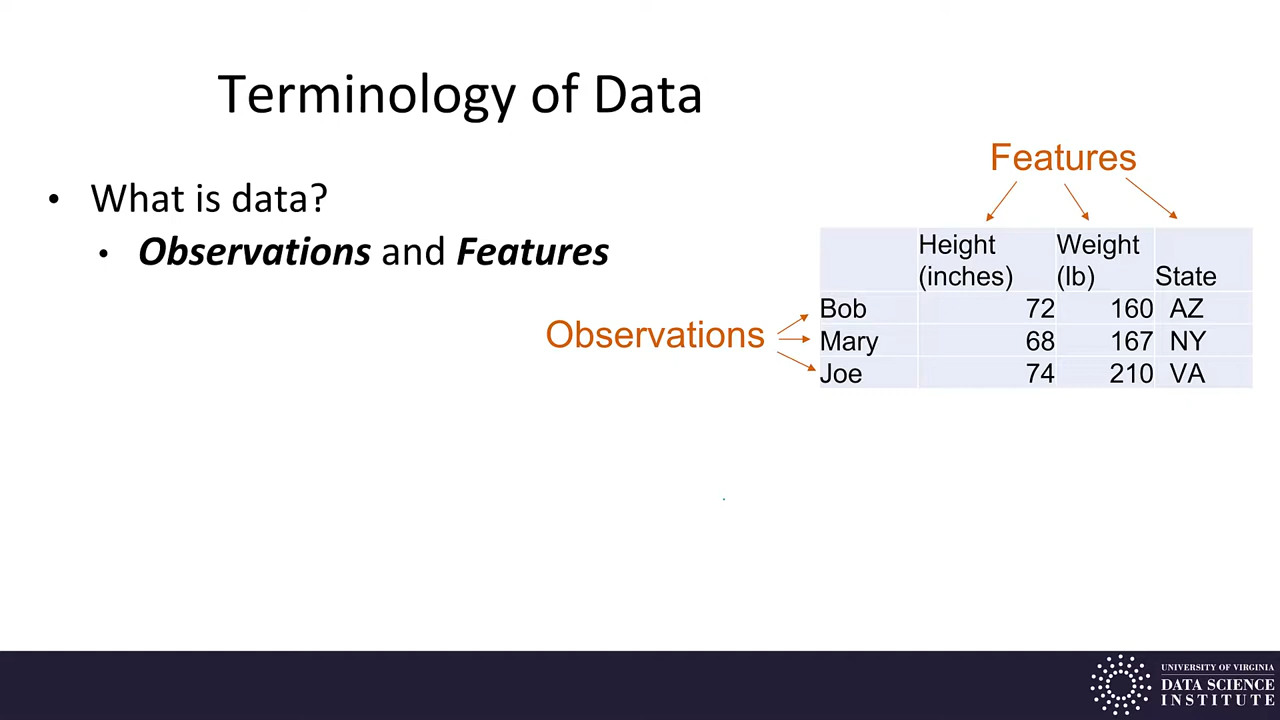 Terminology of Data
• What is data?
• Observations and Features
Features
Observations
Height (inches) Weight (lb) State
Bob 72 160 AZ
Mary 68 167 NY
Joe 74 210 VA
UNIVERSITY OF VIRGINIA
DATA SCIENCE
INSTITUTE